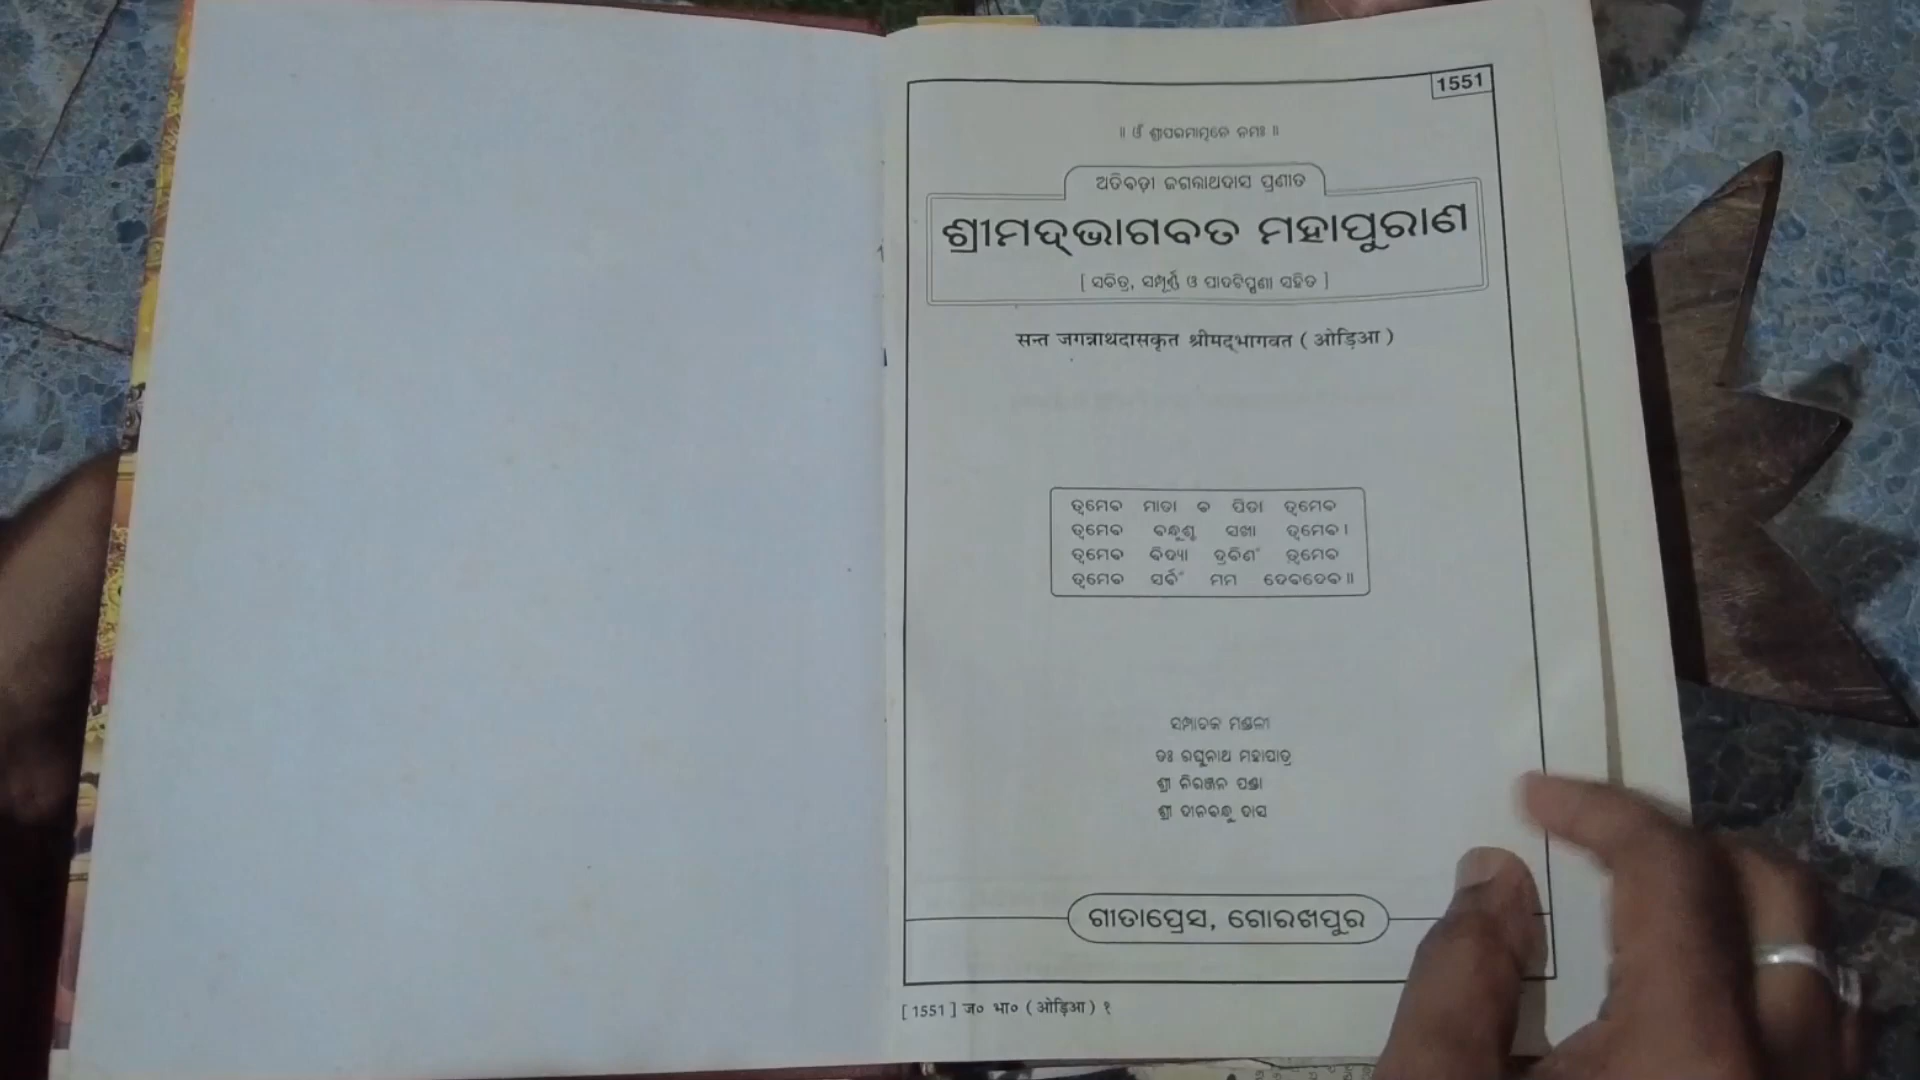 1551
॥ ଓଁ ଶ୍ରୀପରମାତ୍ମନେ ନମଃ ॥
ଅତିବଡ଼ୀ ଜଗନ୍ନାଥଦାସ ପ୍ରଣୀତ
ଶ୍ରୀମଦ୍‌ଭାଗବତ ମହାପୁରାଣ
[ ସଚିତ୍ର, ସମ୍ପୂର୍ଣ୍ଣ ଓ ପାଦଟିପ୍ପଣୀ ସହିତ ]
सन्त जगन्नाथदासकृत श्रीमद्भागवत ( ओड़िआ )
ତ୍ୱମେବ ମାତା ଚ ପିତା ତ୍ୱମେବ
ତ୍ୱମେବ ବନ୍ଧୁଶ୍ଚ ସଖା ତ୍ୱମେବ।
ତ୍ୱମେବ ବିଦ୍ୟା ଦ୍ରବିଣଂ ତ୍ୱମେବ
ତ୍ୱମେବ ସର୍ବଂ ମମ ଦେବଦେବ॥
ସମ୍ପାଦକ ମଣ୍ଡଳୀ
ଡଃ ରଘୁନାଥ ମହାପାତ୍ର
ଶ୍ରୀ ନିରଞ୍ଜନ ପଣ୍ଡା
ଶ୍ରୀ ଦୀନବନ୍ଧୁ ଦାସ
ଗୀତାପ୍ରେସ, ଗୋରଖପୁର
[ 1551 ] ज० भा० ( ओड़िआ ) १